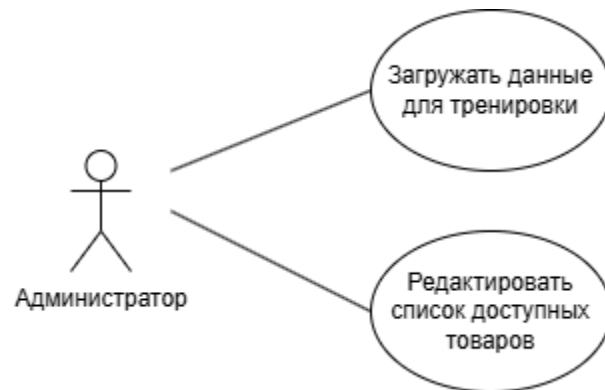 Загружать данные
для тренировки
Администратор
Редактировать
список доступных
товаров